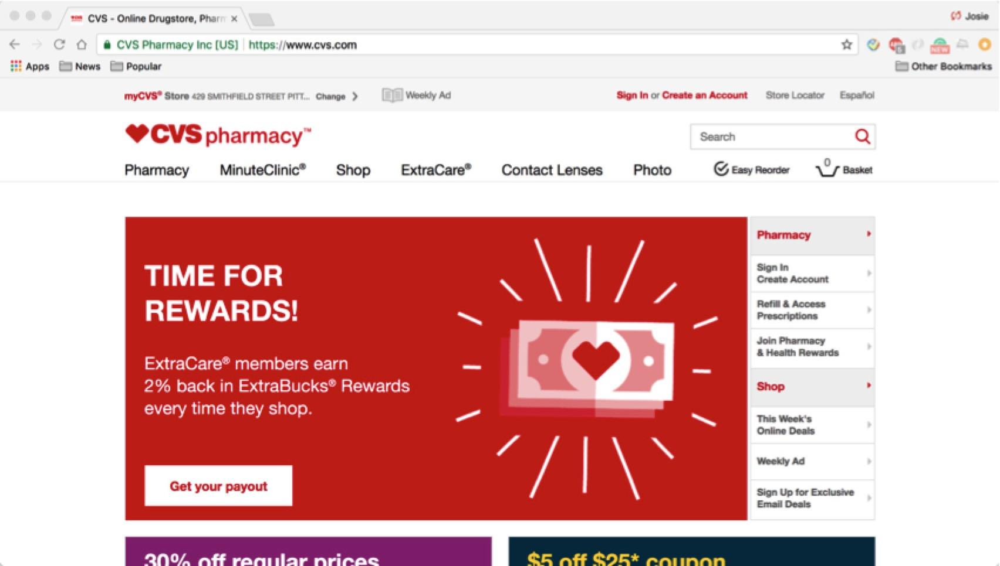 CVS - Online Drugstore, Pharm
Josie
CVS Pharmacy Inc [US] https://www.cvs.com
NEW
Apps News Popular Other Bookmarks
myCVS® Store 429 SMITHFIELD STREET PITT... Change Weekly Ad Sign In or Create an Account Store Locator Español
CVS pharmacy™
Search
Pharmacy MinuteClinic® Shop ExtraCare® Contact Lenses Photo Easy Reorder 0 Basket
TIME FOR
REWARDS!
ExtraCare® members earn
2% back in ExtraBucks® Rewards
every time they shop.
Get your payout
Pharmacy
Sign In
Create Account
Refill & Access
Prescriptions
Join Pharmacy
& Health Rewards
Shop
This Week's
Online Deals
Weekly Ad
Sign Up for Exclusive
Email Deals
30% off regular prices
$5 off $25* coupon